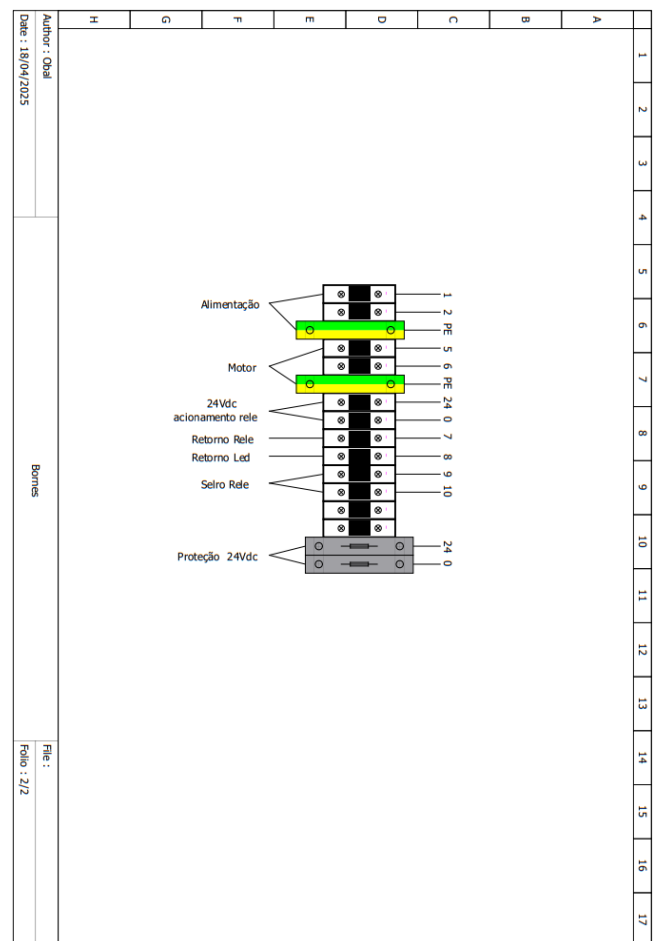 H G F E D C B A
1
2
3
4
5
6
7
8
9
10
11
12
13
14
15
16
17
Author : Obal
Date : 18/04/2025
Bornes
File :
Folio : 2/2
Alimentação
Motor
24Vdc
acionamento rele
Retorno Rele
Retorno Led
Selro Rele
Proteção 24Vdc
1
2
PE
5
6
PE
24
0
7
8
9
10
24
0